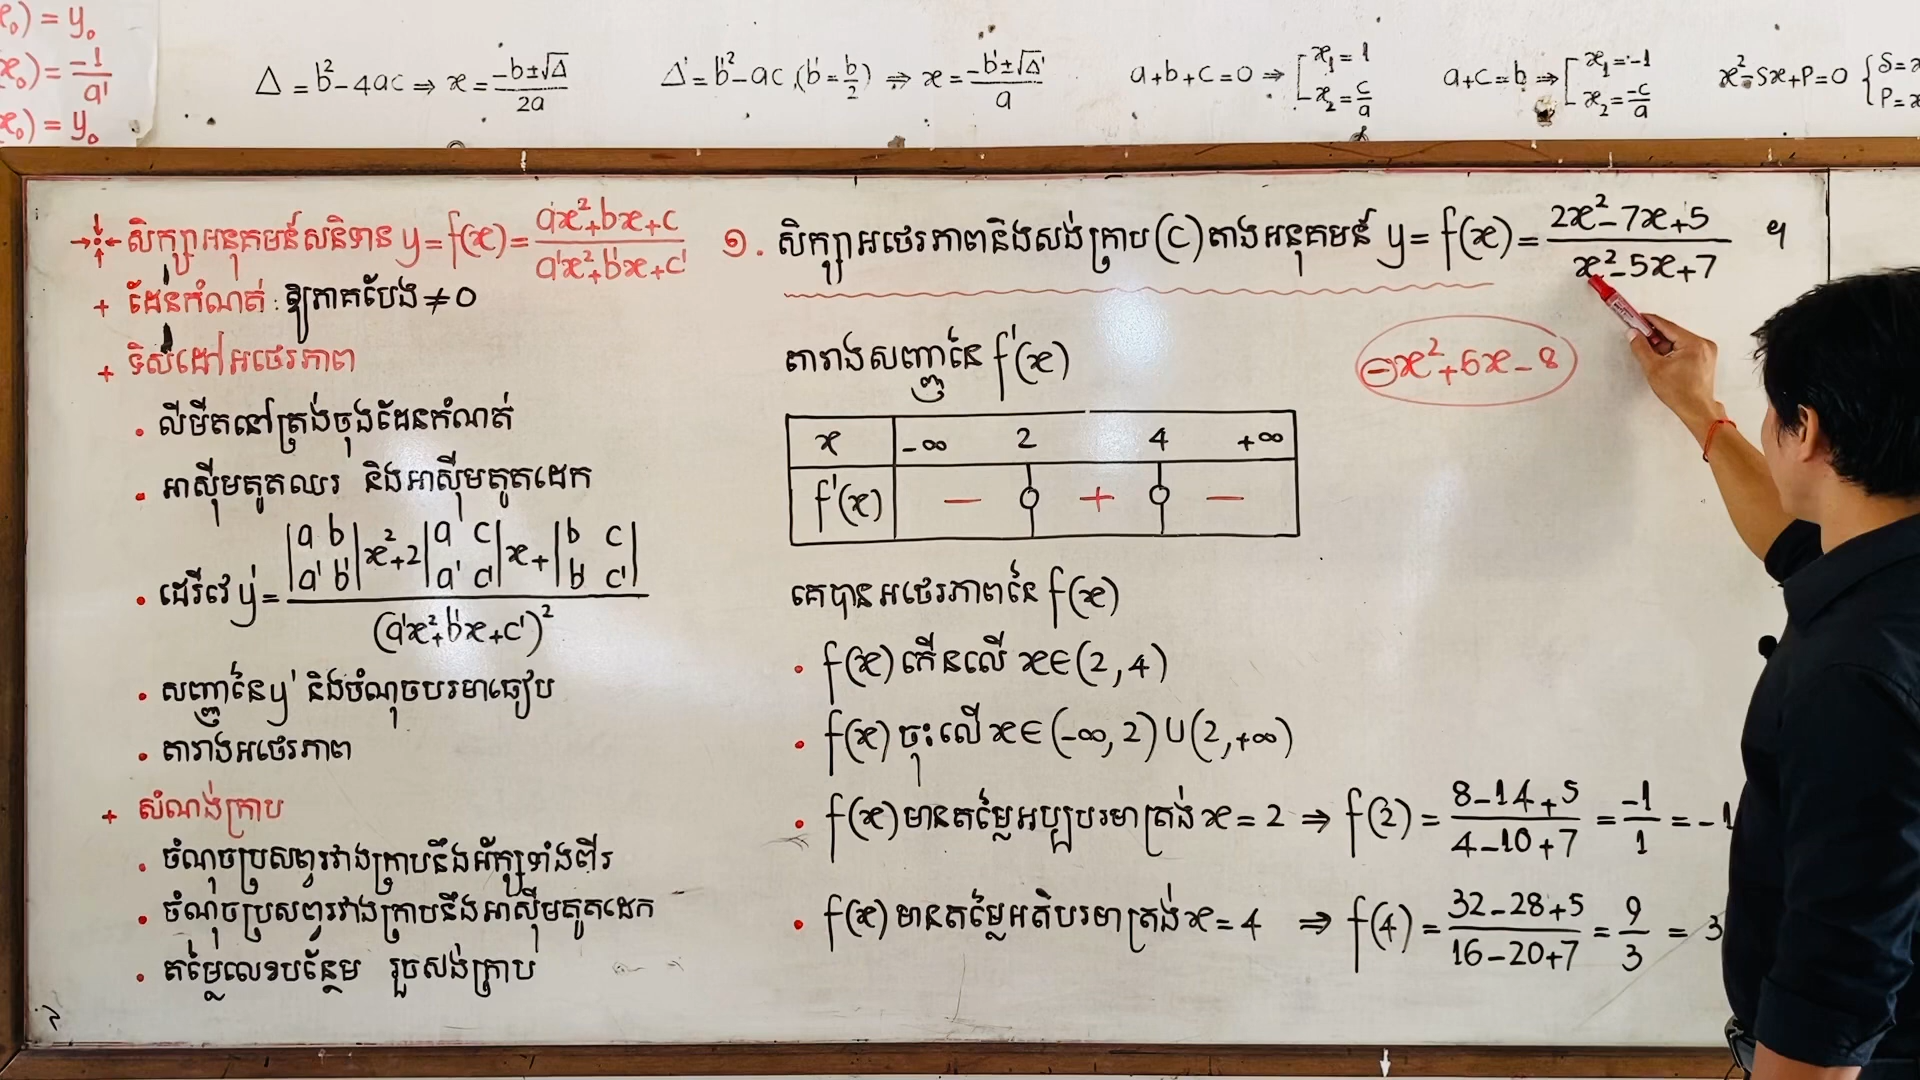 x₀) = y₀
x₀) = -1/a'
x₀) = y₀
Δ = b² - 4ac ⇒ x = (-b±√Δ)/2a
Δ' = b'² - ac, (b' = b/2) ⇒ x = (-b'±√Δ')/a
a+b+c=0 ⇒ [x₁ = 1
x₂ = c/a
a+c=b ⇒ [x₁ = -1
x₂ = -c/a
x² - Sx + P = 0 {S = x
P = x
សិក្សាអនុគមន៍សនិទាន y = f(x) = (ax²+bx+c)/(a'x²+b'x+c')
+ ដែនកំណត់ : ឱ្យភាគបែង ≠ 0
+ ទិសដៅអថេរភាព
• លីមីតនៅត្រង់ចុងដែនកំណត់
• អាស៊ីមតូតឈរ និងអាស៊ីមតូតដេក
• ដេរីវេ y' = (|a b; a' b'|x² + 2|a c; a' c'|x + |b c; b' c'|)/(a'x²+b'x+c')²
• សញ្ញានៃ y' និងចំណុចបរមាធៀប
• តារាងអថេរភាព
+ សំណង់ក្រាប
• ចំណុចប្រសព្វរវាងក្រាបនឹងអ័ក្សទាំងពីរ
• ចំណុចប្រសព្វរវាងក្រាបនឹងអាស៊ីមតូតដេក
• តម្លៃលេខបន្ថែម រួចសង់ក្រាប
១. សិក្សាអថេរភាពនិងសង់ក្រាប (C) តាងអនុគមន៍ y = f(x) = (2x²-7x+5)/(x²-5x+7) ។
តារាងសញ្ញានៃ f'(x)
-x²+6x-8
x -∞ 2 4 +∞
f'(x) − 0 + 0 −
គេបានអថេរភាពនៃ f(x)
• f(x) កើនលើ x∈(2,4)
• f(x) ចុះលើ x∈(-∞,2)∪(2,+∞)
• f(x) មានតម្លៃអប្បបរមាត្រង់ x = 2 ⇒ f(2) = (8-14+5)/(4-10+7) = -1/1 = -1
• f(x) មានតម្លៃអតិបរមាត្រង់ x = 4 ⇒ f(4) = (32-28+5)/(16-20+7) = 9/3 = 3